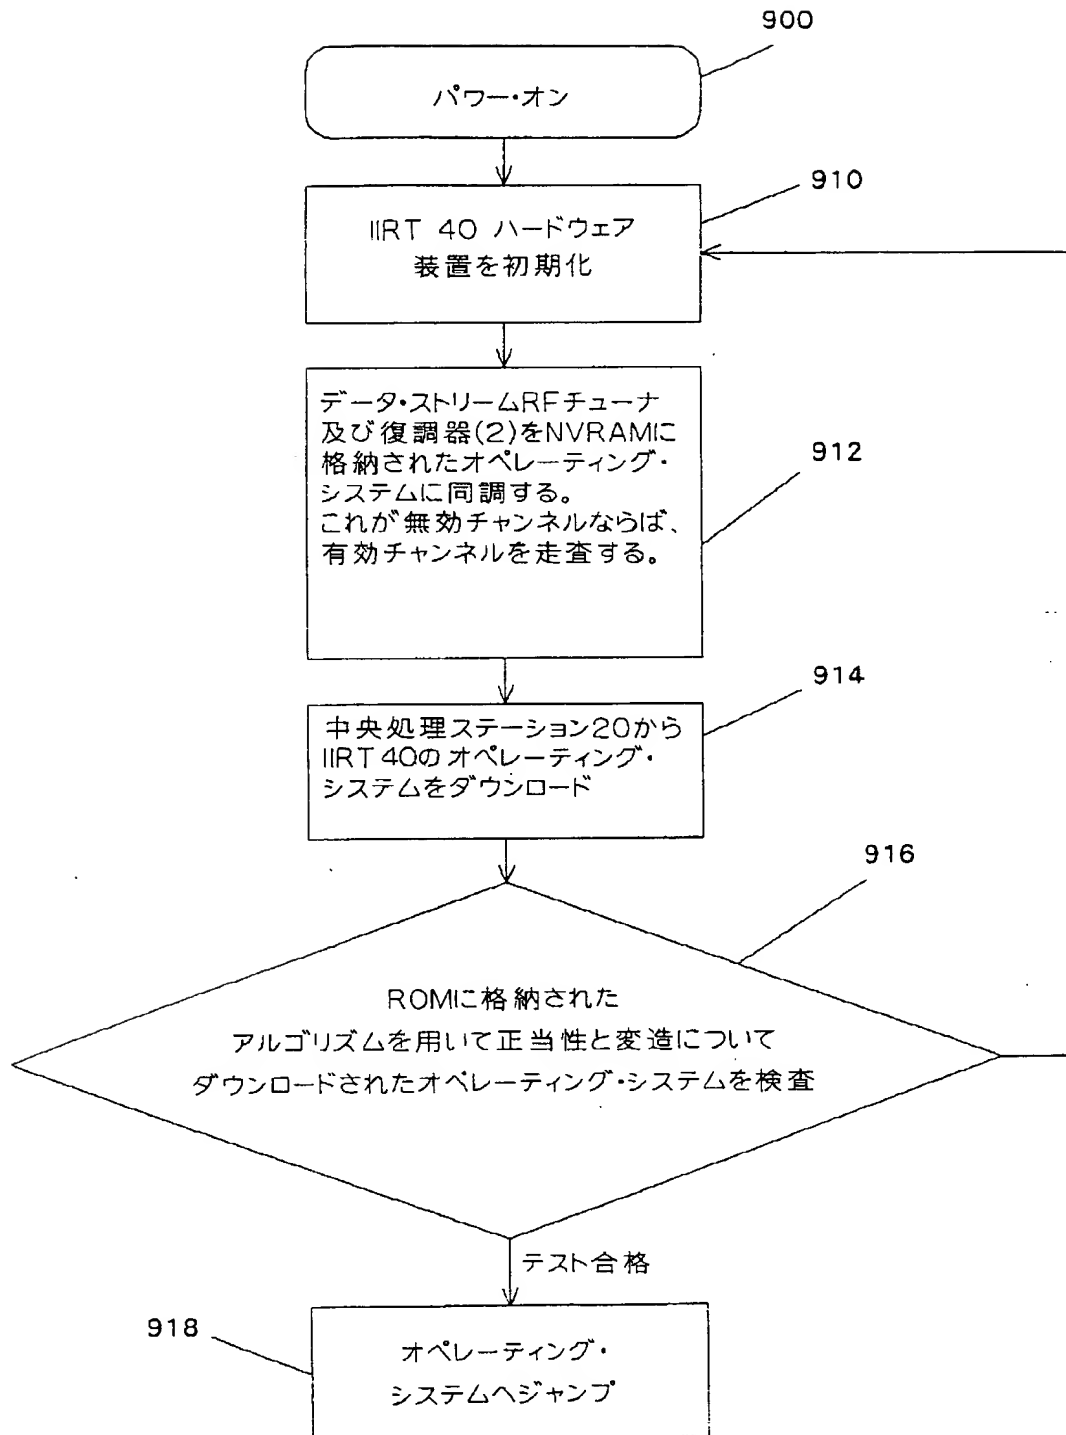 900
パワー・オン
910
IIRT 40 ハードウェア
装置を初期化
データ・ストリームRFチューナ
及び復調器(2)をNVRAMに
格納されたオペレーティング・
システムに同調する。
これが無効チャンネルならば、
有効チャンネルを走査する。
912
914
中央処理ステーション20から
IIRT 40のオペレーティング・
システムをダウンロード
916
ROMに格納された
アルゴリズムを用いて正当性と変造について
ダウンロードされたオペレーティング・システムを検査
テスト合格
918
オペレーティング・
システムへジャンプ